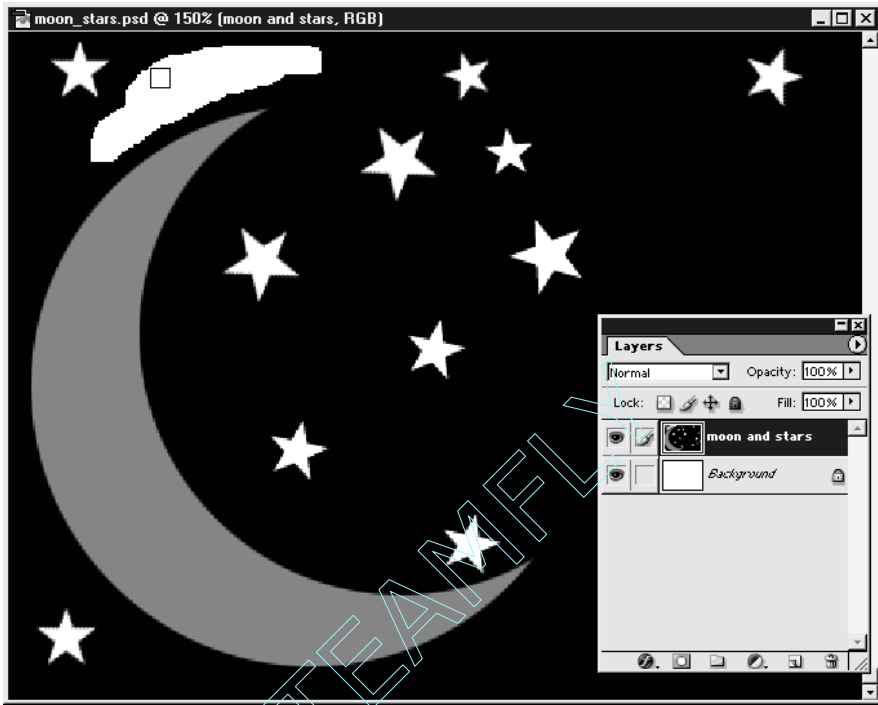 moon_stars.psd @ 150% (moon and stars, RGB)
Layers
Normal Opacity: 100%
Lock: Fill: 100%
moon and stars
Background
TEAMFLY